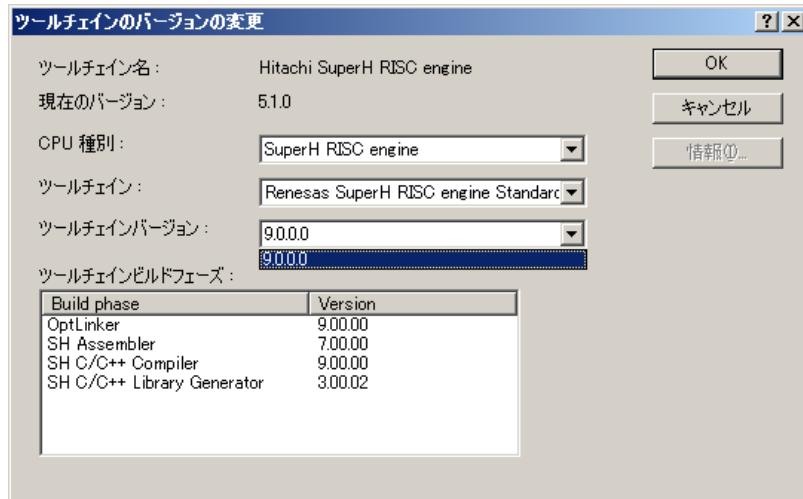 ツールチェインのバージョンの変更
ツールチェイン名： Hitachi SuperH RISC engine
現在のバージョン： 5.1.0
CPU 種別： SuperH RISC engine
ツールチェイン： Renesas SuperH RISC engine Standard
ツールチェインバージョン： 9.0.0.0
9.0.0.0
ツールチェインビルドフェーズ：
Build phase Version
OptLinker 9.00.00
SH Assembler 7.00.00
SH C/C++ Compiler 9.00.00
SH C/C++ Library Generator 3.00.02
OK
キャンセル
情報(I)...